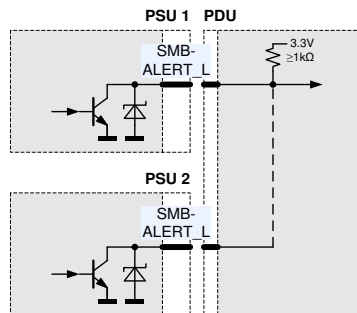 PSU 1 PDU
SMB-
ALERT_L
3.3V
≥1kΩ
PSU 2
SMB-
ALERT_L